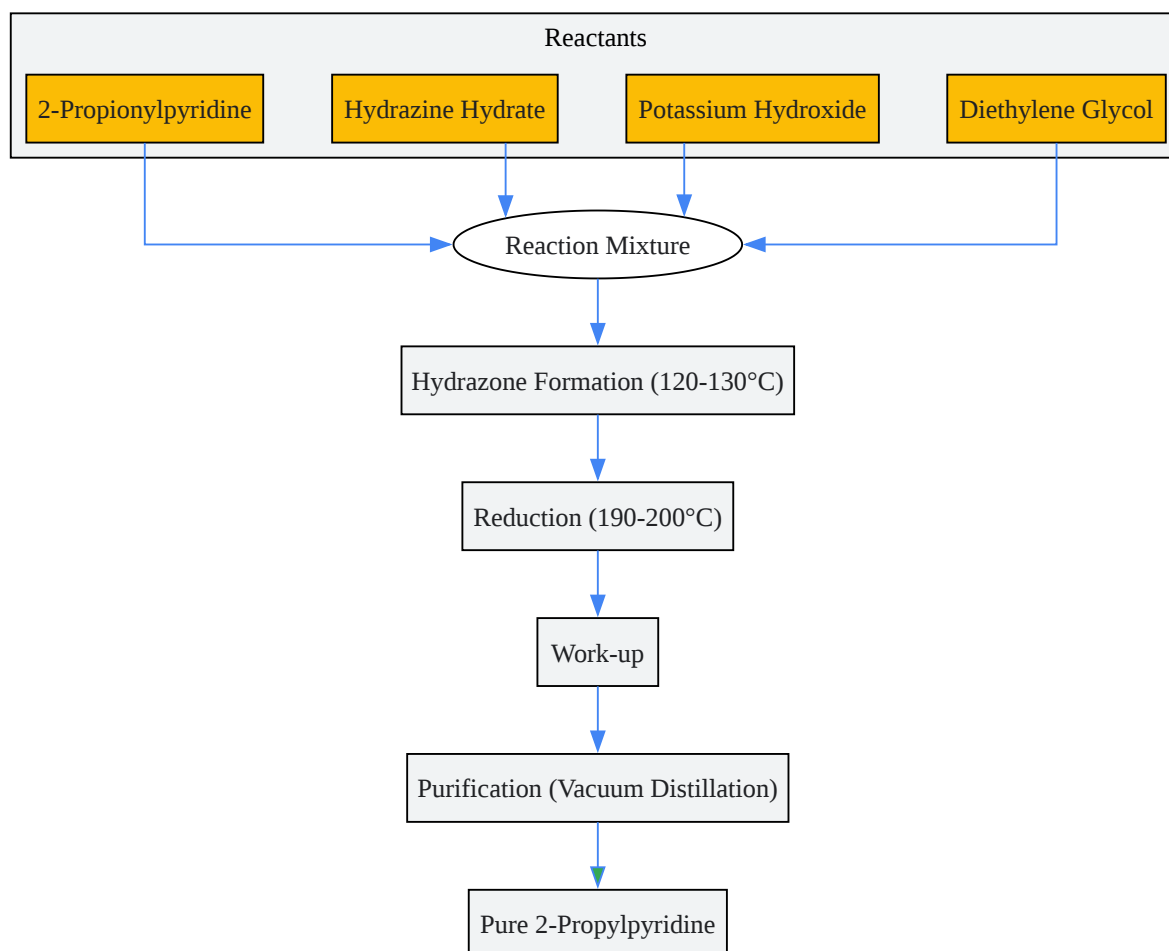 Reactants
2-Propionylpyridine
Hydrazine Hydrate
Potassium Hydroxide
Diethylene Glycol
Reaction Mixture
Hydrazone Formation (120-130°C)
Reduction (190-200°C)
Work-up
Purification (Vacuum Distillation)
Pure 2-Propylpyridine